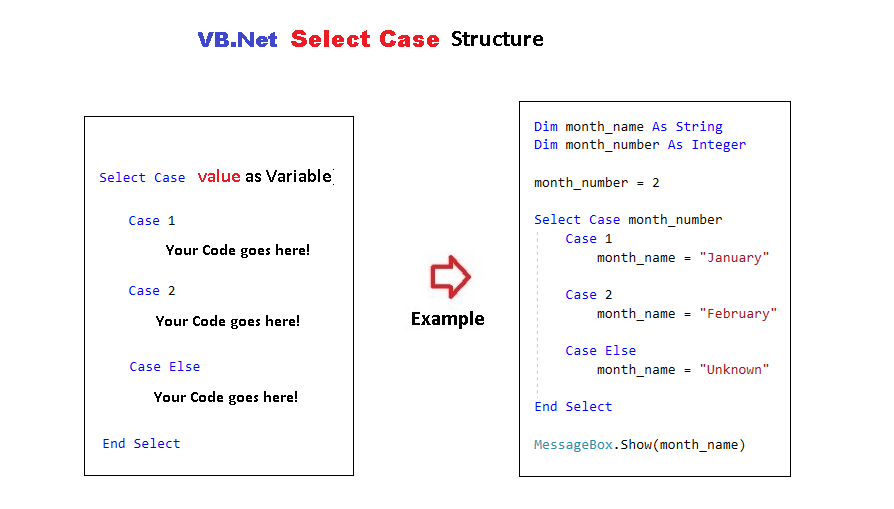 VB.Net Select Case Structure
Select Case value as Variable
Case 1
Your Code goes here!
Case 2
Your Code goes here!
Case Else
Your Code goes here!
End Select
Example
Dim month_name As String
Dim month_number As Integer
month_number = 2
Select Case month_number
Case 1
month_name = "January"
Case 2
month_name = "February"
Case Else
month_name = "Unknown"
End Select
MessageBox.Show(month_name)